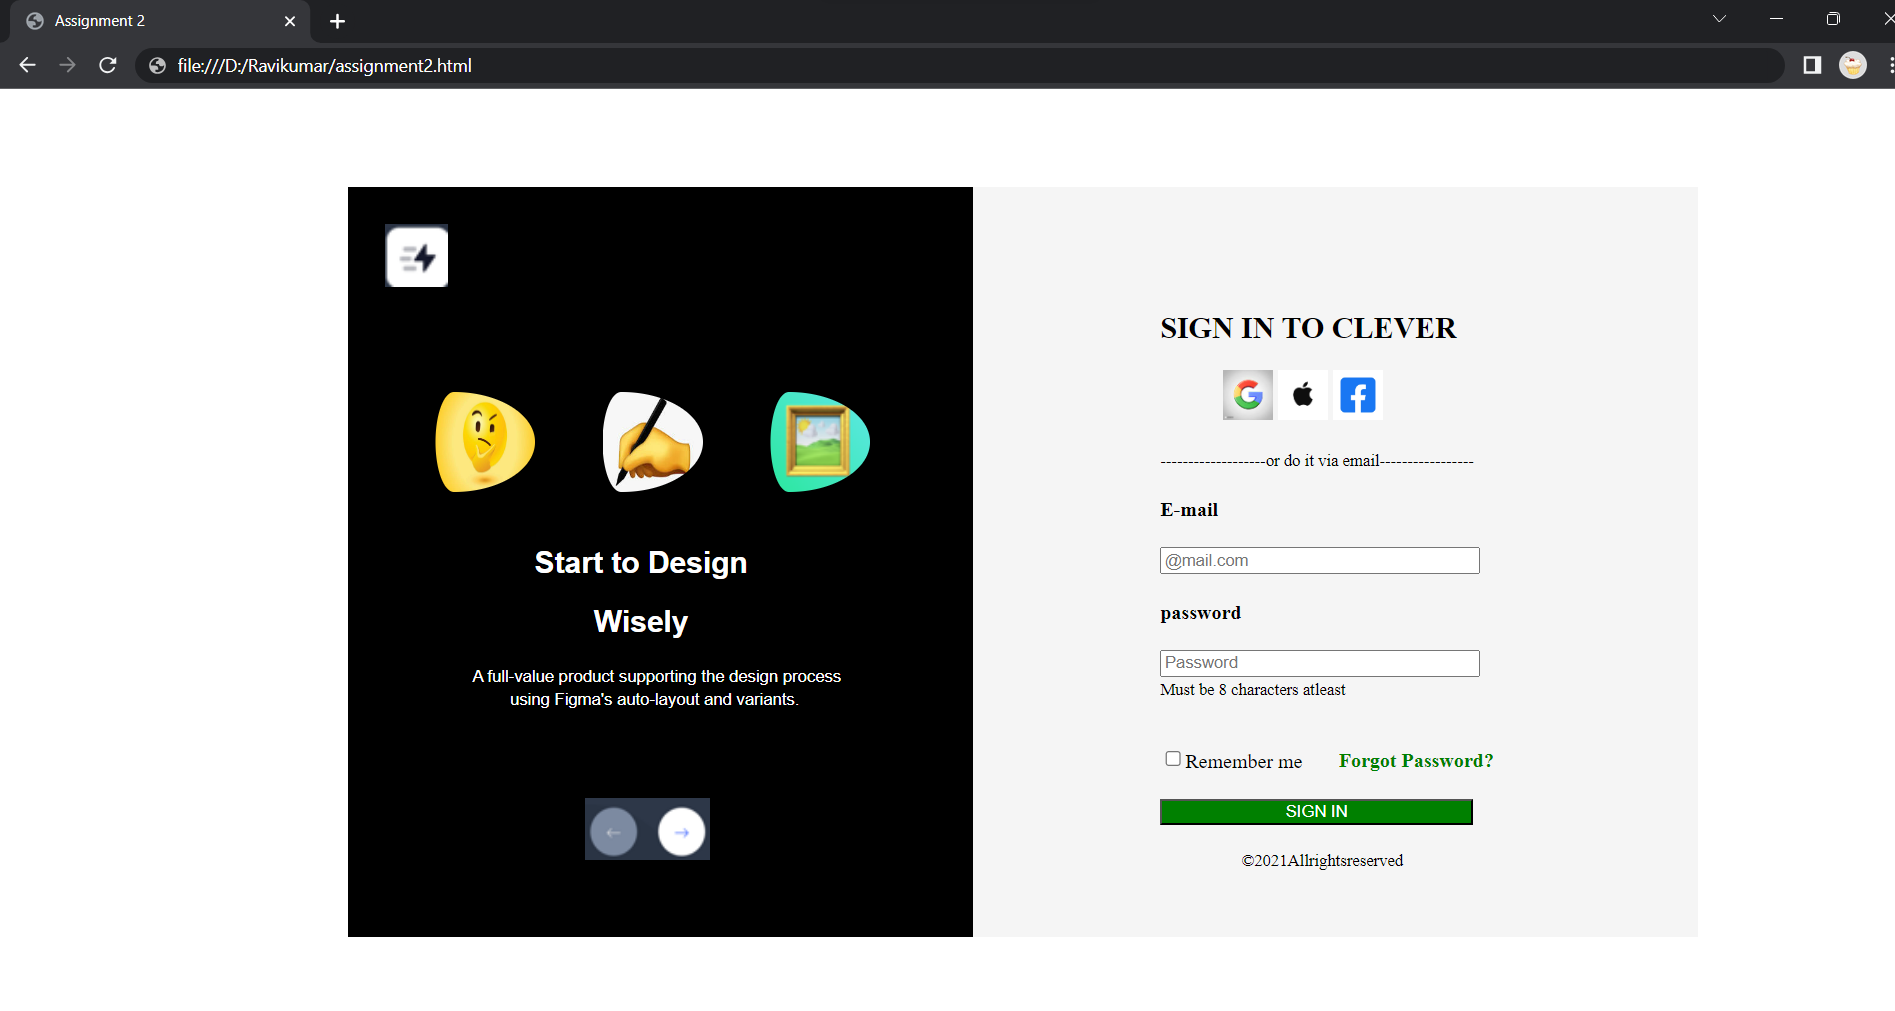 Assignment 2
file:///D:/Ravikumar/assignment2.html
Start to Design
Wisely
A full-value product supporting the design process
using Figma's auto-layout and variants.
SIGN IN TO CLEVER
-------------------or do it via email-----------------
E-mail
@mail.com
password
Password
Must be 8 characters atleast
Remember me Forgot Password?
SIGN IN
©2021Allrightsreserved